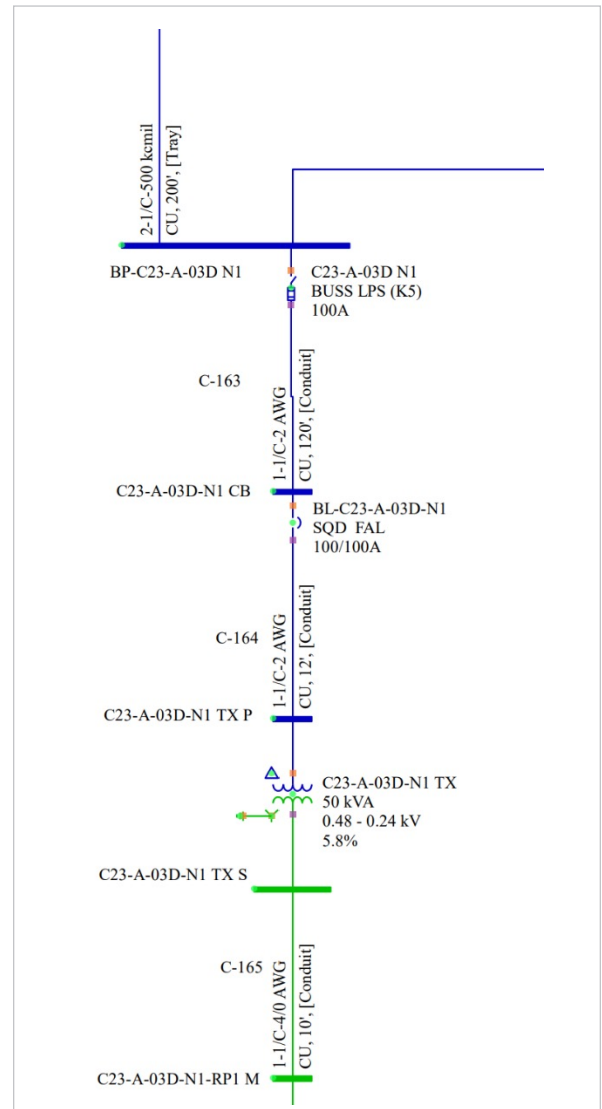 2-1/C-500 kcmil
CU, 200', [Tray]
BP-C23-A-03D N1
C23-A-03D N1
BUSS LPS (K5)
100A
C-163
1-1/C-2 AWG
CU, 120', [Conduit]
C23-A-03D-N1 CB
BL-C23-A-03D-N1
SQD FAL
100/100A
C-164
1-1/C-2 AWG
CU, 12', [Conduit]
C23-A-03D-N1 TX P
C23-A-03D-N1 TX
50 kVA
0.48 - 0.24 kV
5.8%
C23-A-03D-N1 TX S
C-165
1-1/C-4/0 AWG
CU, 10', [Conduit]
C23-A-03D-N1-RP1 M